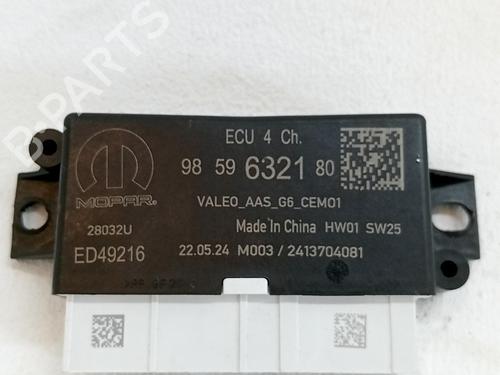 B-PARTS
ECU 4 Ch.
98 59 6321 80
MOPAR.
VALEO_AAS_G6_CEM01
28032U
Made In China HW01 SW25
ED49216
22.05.24 M003 / 2413704081